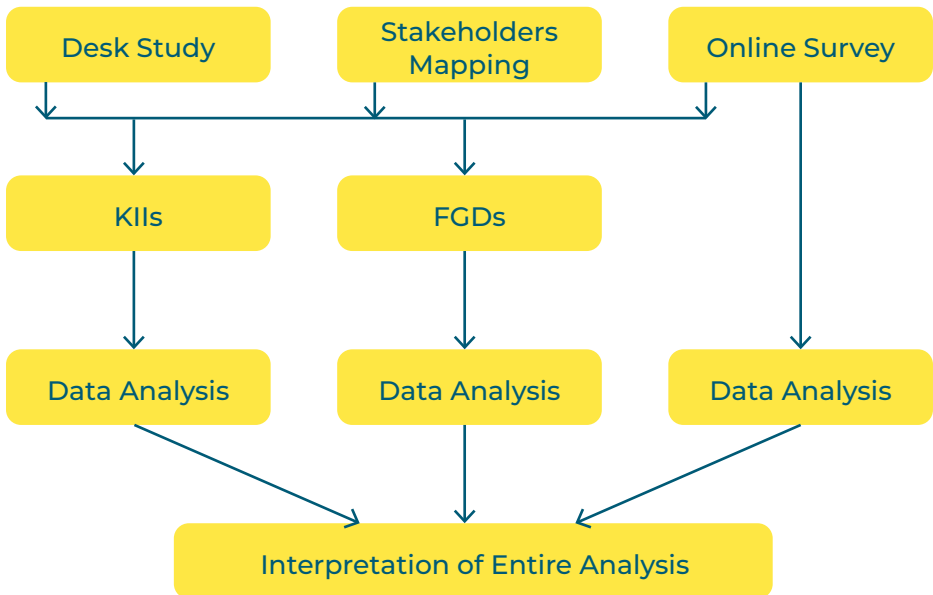 Desk Study
Stakeholders
Mapping
Online Survey
KIIs
FGDs
Data Analysis
Data Analysis
Data Analysis
Interpretation of Entire Analysis